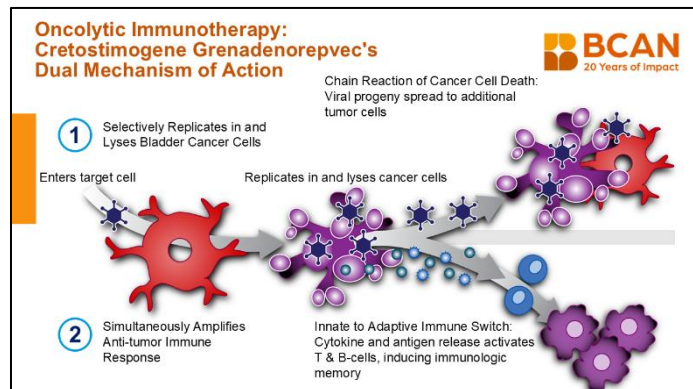 Oncolytic Immunotherapy:
Cretostimogene Grenadenorepvec's
Dual Mechanism of Action
BCAN
20 Years of Impact
Chain Reaction of Cancer Cell Death:
Viral progeny spread to additional
tumor cells
1
Selectively Replicates in and
Lyses Bladder Cancer Cells
Enters target cell
Replicates in and lyses cancer cells
2
Simultaneously Amplifies
Anti-tumor Immune
Response
Innate to Adaptive Immune Switch:
Cytokine and antigen release activates
T & B-cells, inducing immunologic
memory